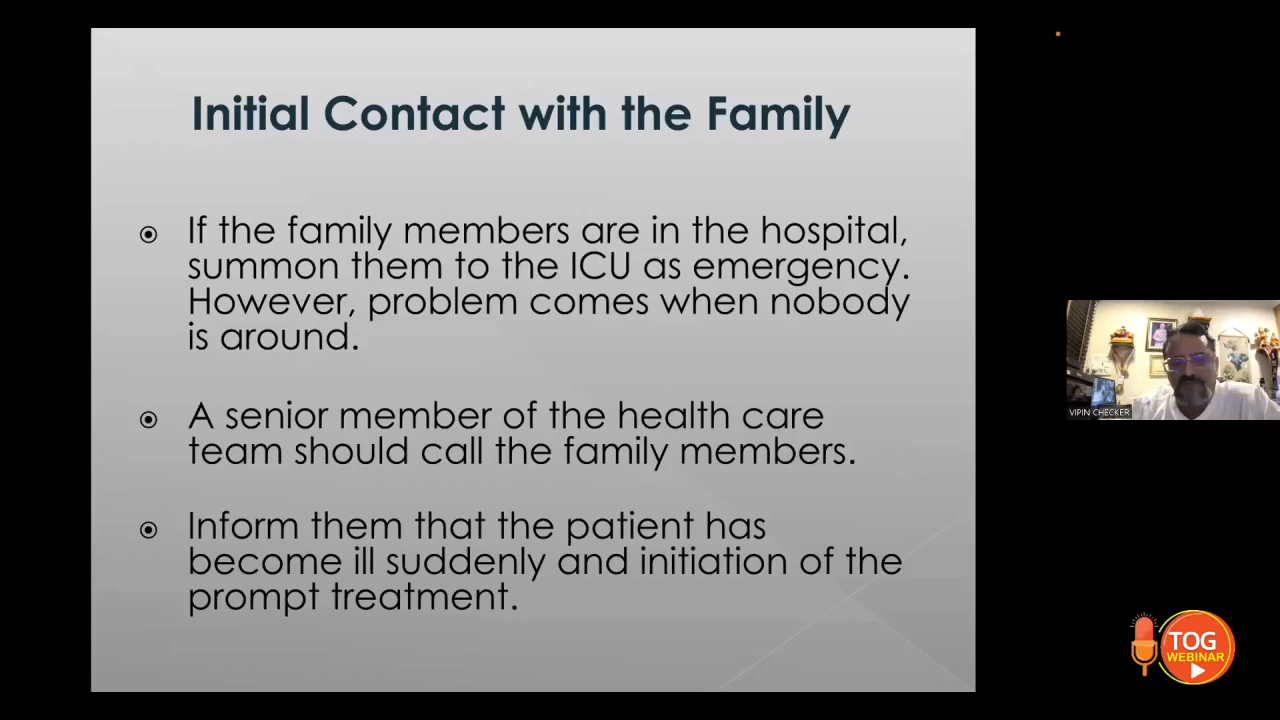 Initial Contact with the Family
If the family members are in the hospital,
summon them to the ICU as emergency.
However, problem comes when nobody
is around.
A senior member of the health care
team should call the family members.
Inform them that the patient has
become ill suddenly and initiation of the
prompt treatment.
VIPIN CHECKER
TOG
WEBINAR